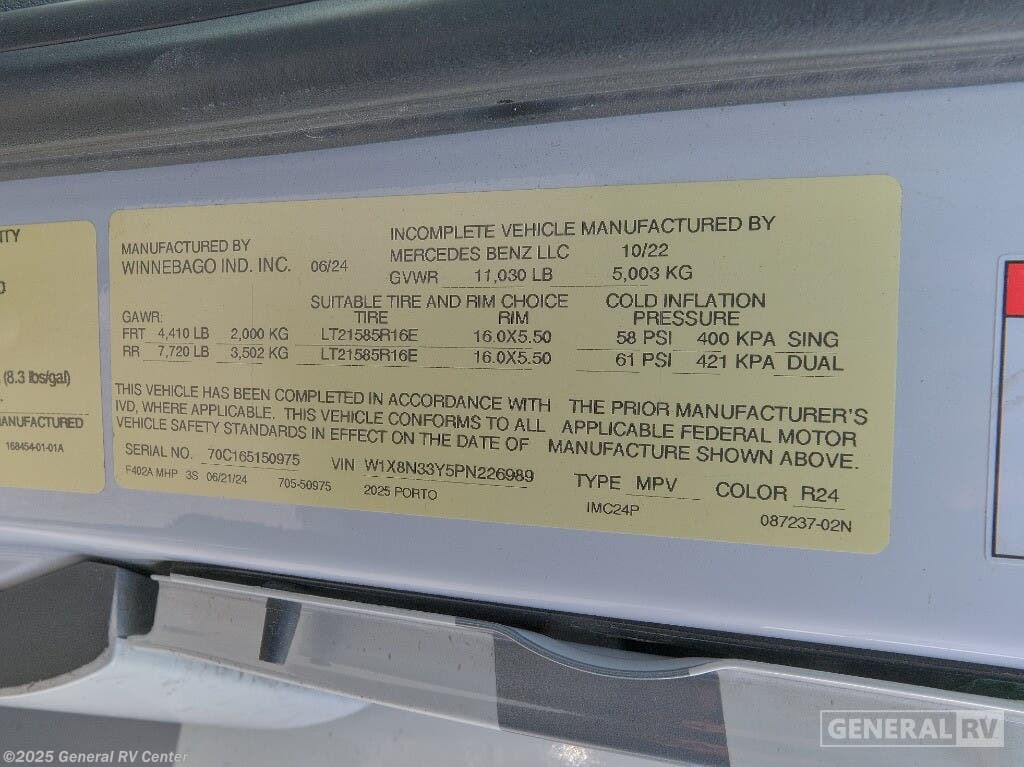 MANUFACTURED BY
WINNEBAGO IND. INC. 06/24
INCOMPLETE VEHICLE MANUFACTURED BY
MERCEDES BENZ LLC 10/22
GVWR 11,030 LB 5,003 KG
SUITABLE TIRE AND RIM CHOICE COLD INFLATION
GAWR: TIRE RIM PRESSURE
FRT 4,410 LB 2,000 KG LT21585R16E 16.0X5.50 58 PSI 400 KPA SING
RR 7,720 LB 3,502 KG LT21585R16E 16.0X5.50 61 PSI 421 KPA DUAL
THIS VEHICLE HAS BEEN COMPLETED IN ACCORDANCE WITH THE PRIOR MANUFACTURER'S
IVD, WHERE APPLICABLE. THIS VEHICLE CONFORMS TO ALL APPLICABLE FEDERAL MOTOR
VEHICLE SAFETY STANDARDS IN EFFECT ON THE DATE OF MANUFACTURE SHOWN ABOVE.
SERIAL NO. 70C165150975 VIN W1X8N33Y5PN226989 TYPE MPV COLOR R24
F402A MHP 3S 06/21/24 705-50975 2025 PORTO IMC24P 087237-02N
(8.3 lbs/gal)
168454-01-01A
GENERAL RV
©2025 General RV Center